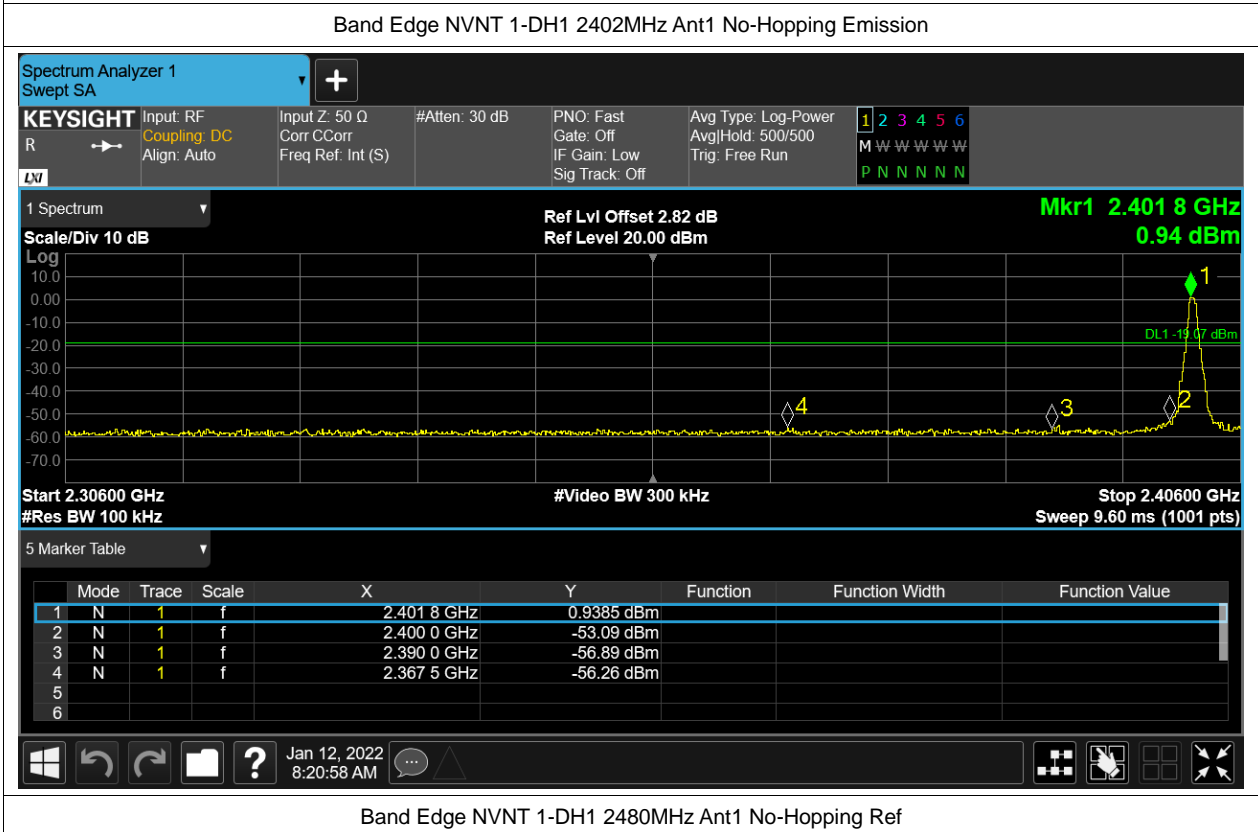 Band Edge NVNT 1-DH1 2402MHz Ant1 No-Hopping Emission
Spectrum Analyzer 1
Swept SA
KEYSIGHT Input: RF Input Z: 50 Ω #Atten: 30 dB PNO: Fast Avg Type: Log-Power 1 2 3 4 5 6
R Coupling: DC Corr CCorr Gate: Off Avg|Hold: 500/500 M W W W W W
Align: Auto Freq Ref: Int (S) IF Gain: Low Trig: Free Run
LXI Sig Track: Off P N N N N N
1 Spectrum Ref Lvl Offset 2.82 dB Mkr1 2.401 8 GHz
Scale/Div 10 dB Ref Level 20.00 dBm 0.94 dBm
Log
10.0 1
0.00
-10.0
DL1 -19.07 dBm
-20.0
-30.0
-40.0
4 3 2
-50.0
-60.0
-70.0
Start 2.30600 GHz #Video BW 300 kHz Stop 2.40600 GHz
#Res BW 100 kHz Sweep 9.60 ms (1001 pts)
5 Marker Table
Mode Trace Scale X Y Function Function Width Function Value
1 N 1 f 2.401 8 GHz 0.9385 dBm
2 N 1 f 2.400 0 GHz -53.09 dBm
3 N 1 f 2.390 0 GHz -56.89 dBm
4 N 1 f 2.367 5 GHz -56.26 dBm
5
6
? Jan 12, 2022
8:20:58 AM
Band Edge NVNT 1-DH1 2480MHz Ant1 No-Hopping Ref